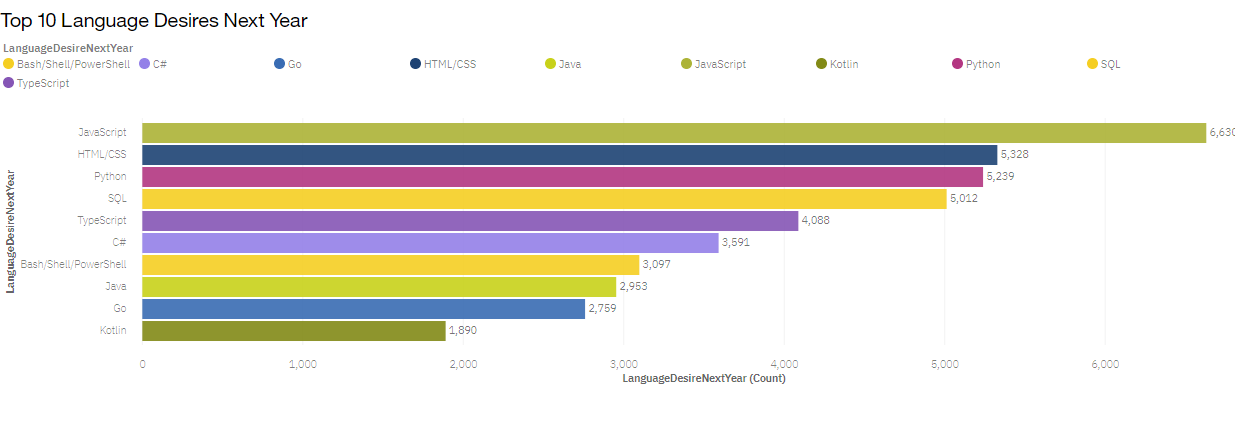 Top 10 Language Desires Next Year
LanguageDesireNextYear
Bash/Shell/PowerShell C# Go HTML/CSS Java JavaScript Kotlin Python SQL
TypeScript
LanguageDesireNextYear
JavaScript 6,630
HTML/CSS 5,328
Python 5,239
SQL 5,012
TypeScript 4,088
C# 3,591
Bash/Shell/PowerShell 3,097
Java 2,953
Go 2,759
Kotlin 1,890
0 1,000 2,000 3,000 4,000 5,000 6,000
LanguageDesireNextYear (Count)